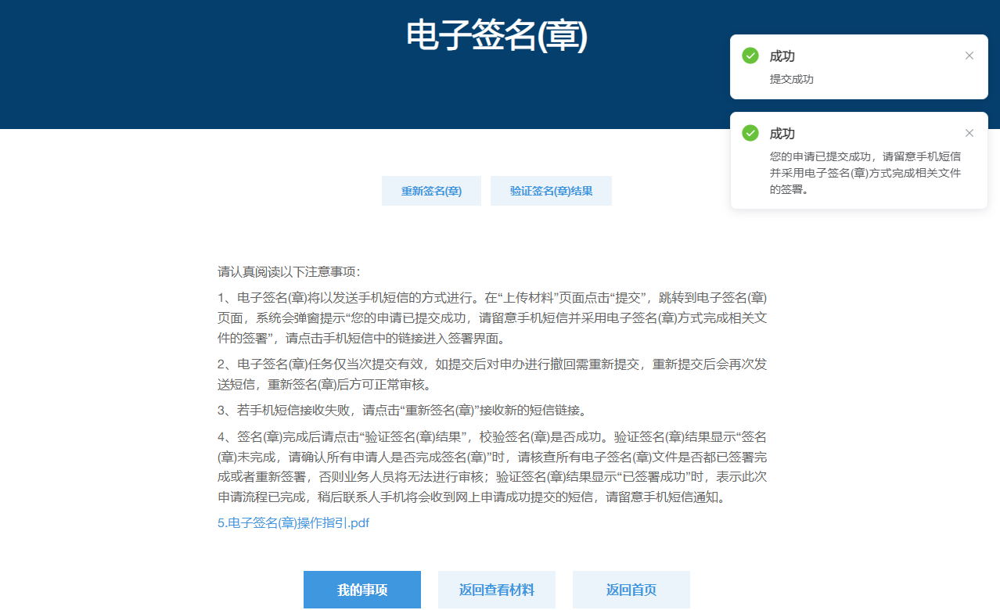 电子签名(章)
成功
提交成功
成功
您的申请已提交成功，请留意手机短信
并采用电子签名(章)方式完成相关文件
的签署。
重新签名(章)
验证签名(章)结果
请认真阅读以下注意事项：
1、电子签名(章)将以发送手机短信的方式进行。在“上传材料”页面点击“提交”，跳转到电子签名(章)
页面，系统会弹窗提示“您的申请已提交成功，请留意手机短信并采用电子签名(章)方式完成相关文
件的签署”，请点击手机短信中的链接进入签署界面。
2、电子签名(章)任务仅当次提交有效，如提交后对申办进行撤回需重新提交，重新提交后会再次发
送短信，重新签名(章)后方可正常审核。
3、若手机短信接收失败，请点击“重新签名(章)”接收新的短信链接。
4、签名(章)完成后请点击“验证签名(章)结果”，校验签名(章)是否成功。验证签名(章)结果显示“签名
(章)未完成，请确认所有申请人是否完成签名(章)”时，请核查所有电子签名(章)文件是否都已签署完
成或者重新签署，否则业务人员将无法进行审核；验证签名(章)结果显示“已签署成功”时，表示此次
申请流程已完成，稍后联系人手机将会收到网上申请成功提交的短信，请留意手机短信通知。
5.电子签名(章)操作指引.pdf
我的事项
返回查看材料
返回首页